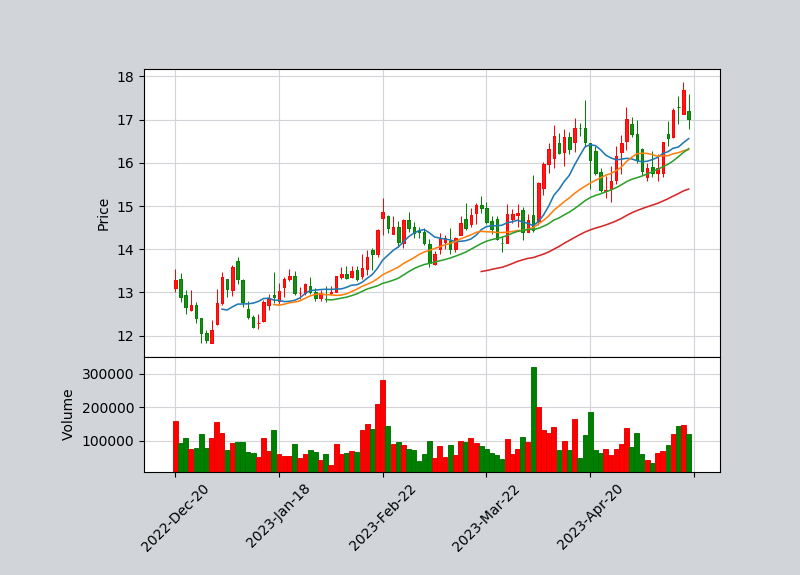 18
17
16
15
14
13
12
Price
300000
200000
100000
Volume
2022-Dec-20
2023-Jan-18
2023-Feb-22
2023-Mar-22
2023-Apr-20